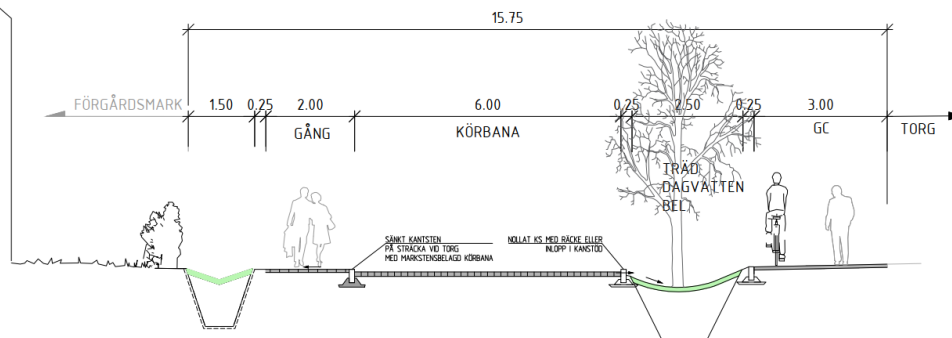 15.75
FÖRGÅRDSMARK
1.50
0.25
2.00
6.00
0.25
2.50
0.25
3.00
GÅNG
KÖRBANA
GC
TORG
TRÄD
DAGVATTEN
BEL
SÄNKT KANTSTEN
PÅ STRÄCKA VID TORG
MED MARKSTENSBELAGD KÖRBANA
NOLLAT KS MED RÄCKE ELLER
INLOPP I KANSTÖD